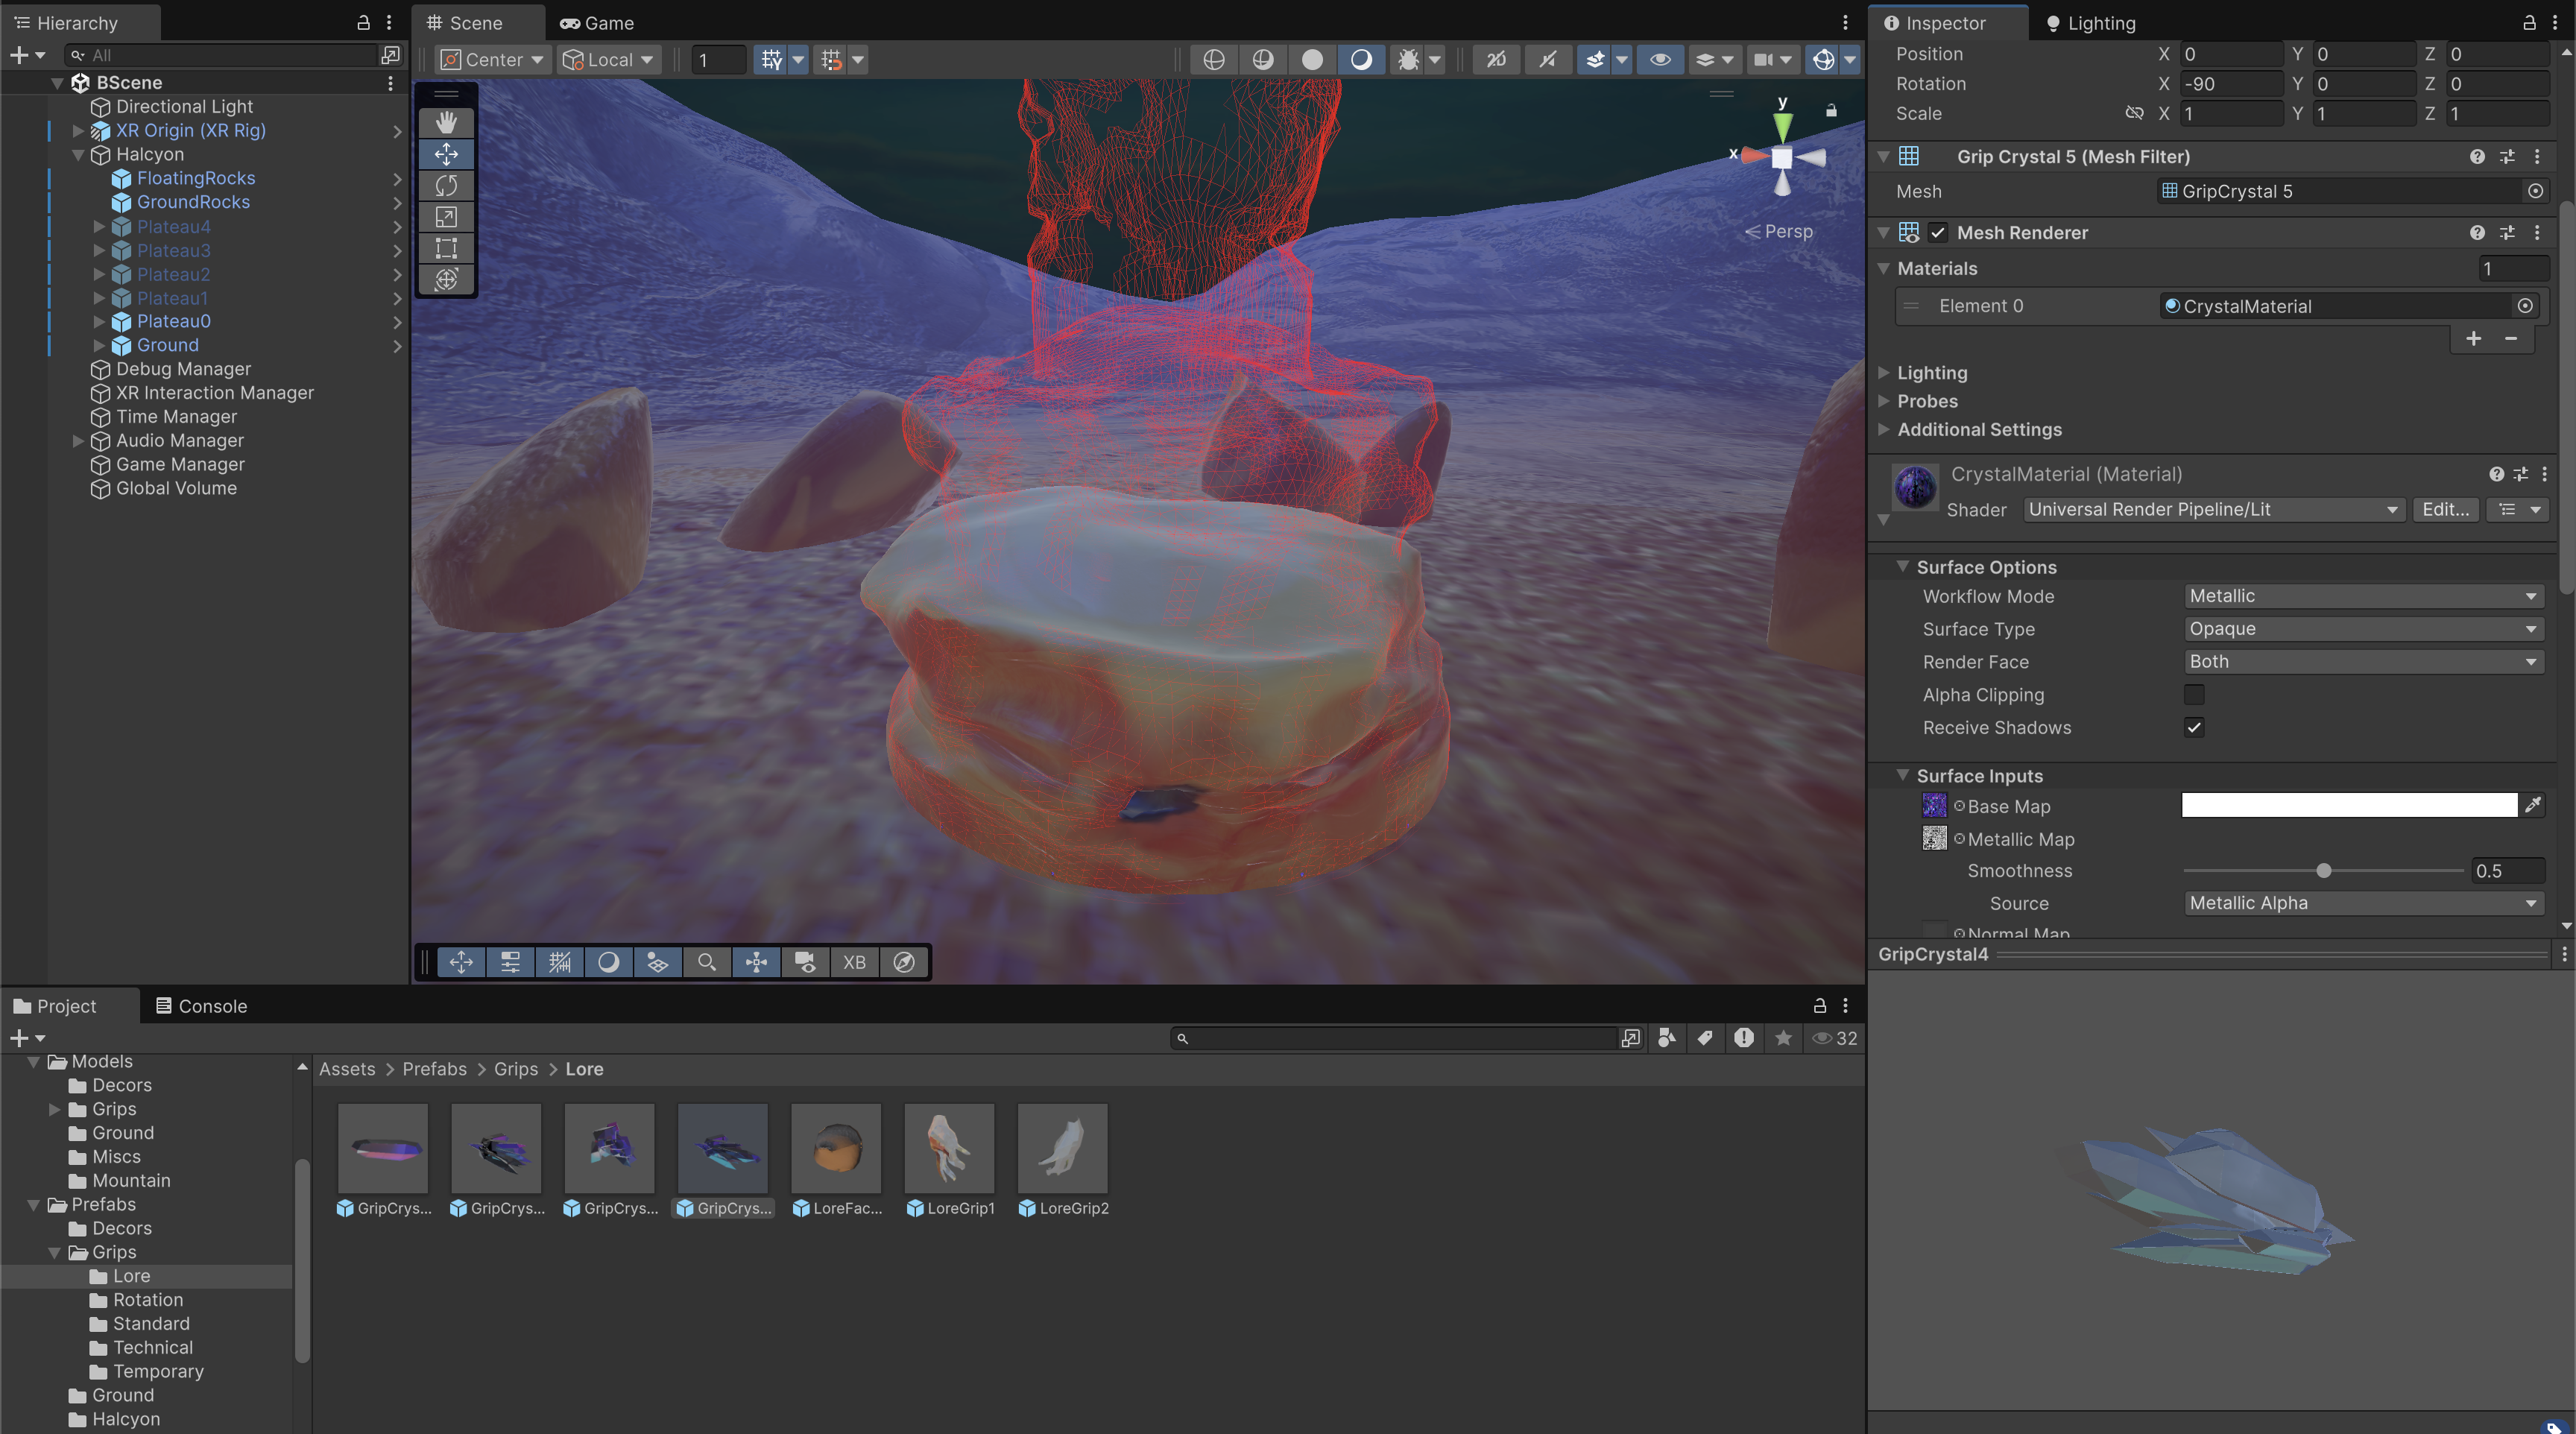 Hierarchy
All
BScene
Directional Light
XR Origin (XR Rig)
Halcyon
FloatingRocks
GroundRocks
Plateau4
Plateau3
Plateau2
Plateau1
Plateau0
Ground
Debug Manager
XR Interaction Manager
Time Manager
Audio Manager
Game Manager
Global Volume
Scene
Game
Center
Local
1
2D
y
x
Persp
XB
Inspector
Lighting
Position X 0 Y 0 Z 0
Rotation X -90 Y 0 Z 0
Scale X 1 Y 1 Z 1
Grip Crystal 5 (Mesh Filter)
Mesh GripCrystal 5
Mesh Renderer
Materials 1
Element 0 CrystalMaterial
Lighting
Probes
Additional Settings
CrystalMaterial (Material)
Shader Universal Render Pipeline/Lit Edit...
Surface Options
Workflow Mode Metallic
Surface Type Opaque
Render Face Both
Alpha Clipping
Receive Shadows
Surface Inputs
Base Map
Metallic Map
Smoothness 0.5
Source Metallic Alpha
Normal Map
GripCrystal4
Project
Console
32
Models
Decors
Grips
Ground
Miscs
Mountain
Prefabs
Decors
Grips
Lore
Rotation
Standard
Technical
Temporary
Ground
Halcyon
Assets > Prefabs > Grips > Lore
GripCrys...
GripCrys...
GripCrys...
GripCrys...
LoreFac...
LoreGrip1
LoreGrip2